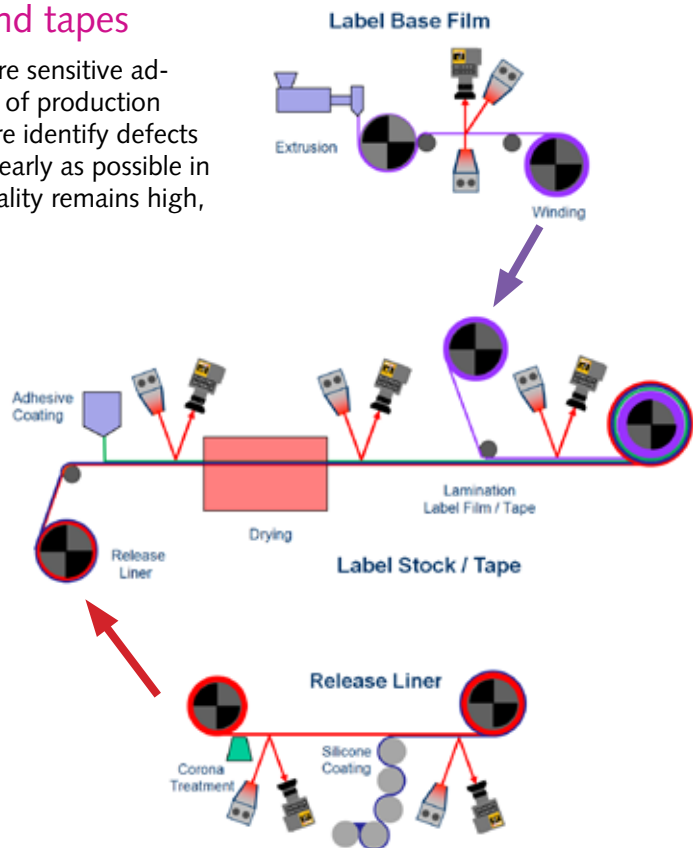 nd tapes
re sensitive ad-
of production
re identify defects
early as possible in
ality remains high,
Label Base Film
Extrusion
Winding
Adhesive
Coating
Drying
Lamination
Label Film / Tape
Release
Liner
Label Stock / Tape
Release Liner
Corona
Treatment
Silicone
Coating